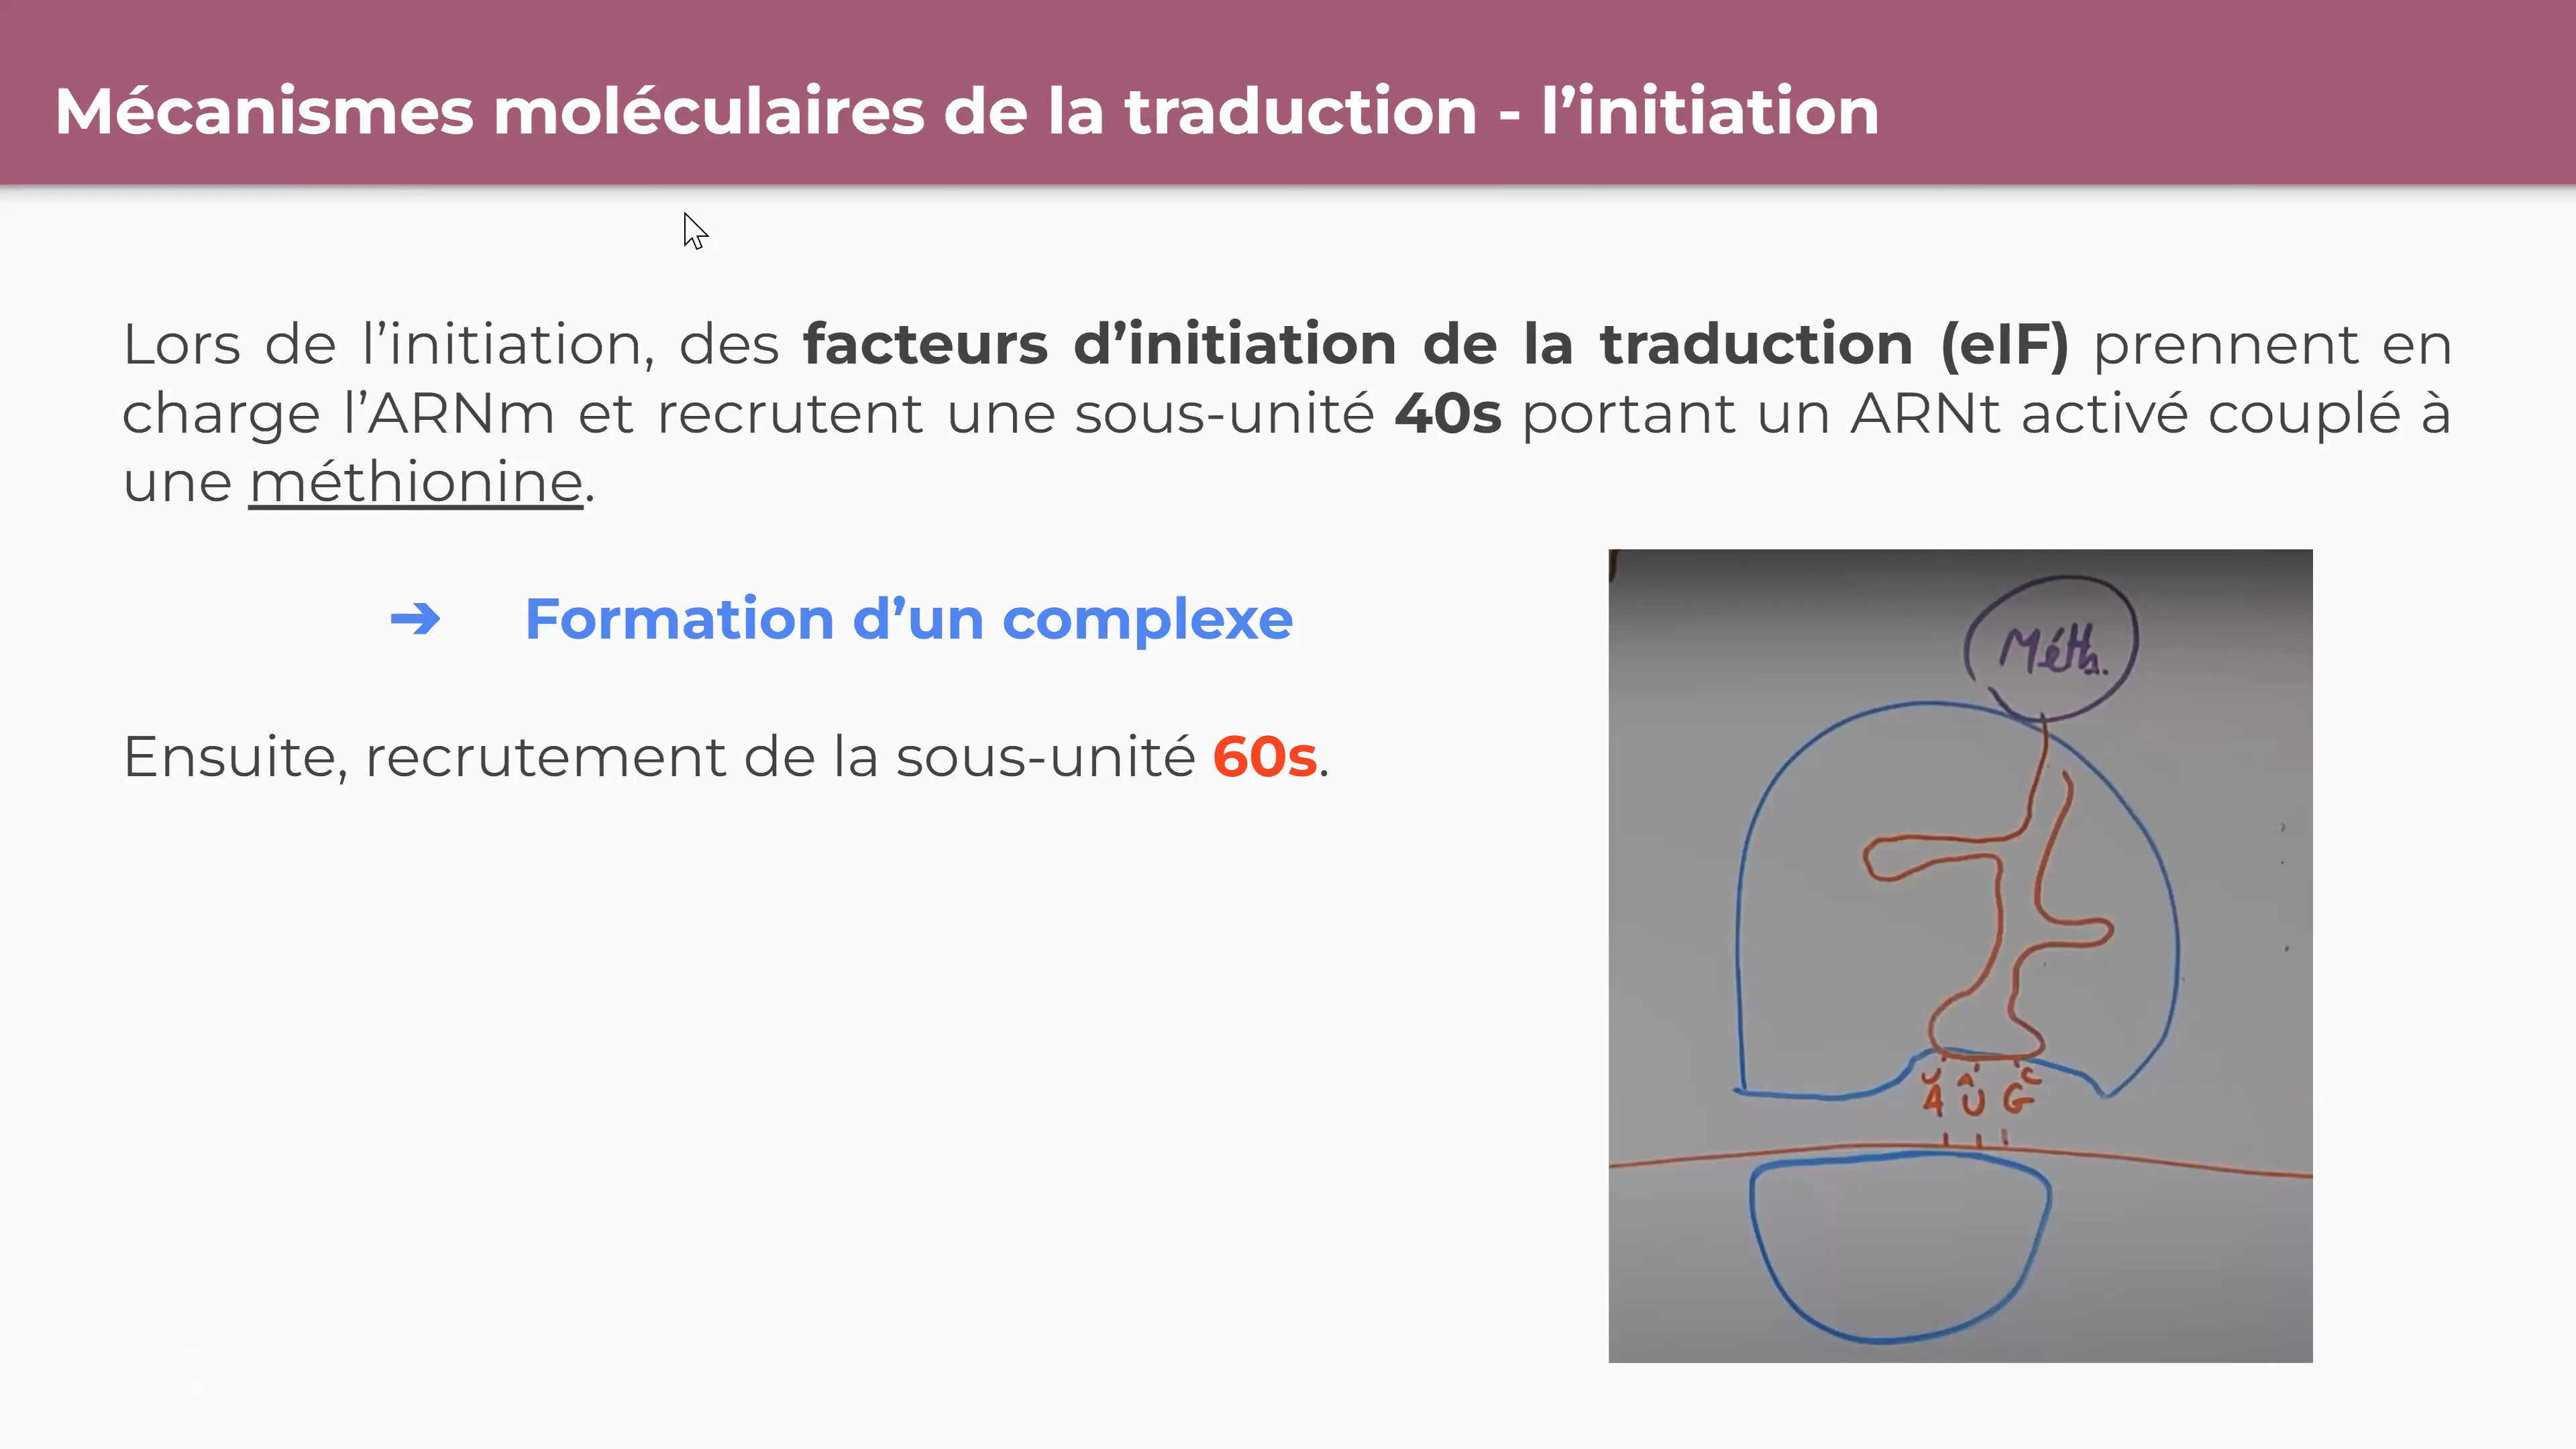 Mécanismes moléculaires de la traduction - l’initiation
Lors de l’initiation, des facteurs d’initiation de la traduction (eIF) prennent en
charge l’ARNm et recrutent une sous-unité 40s portant un ARNt activé couplé à
une méthionine.
➔ Formation d’un complexe
Ensuite, recrutement de la sous-unité 60s.
Méth.
U A C
A U G